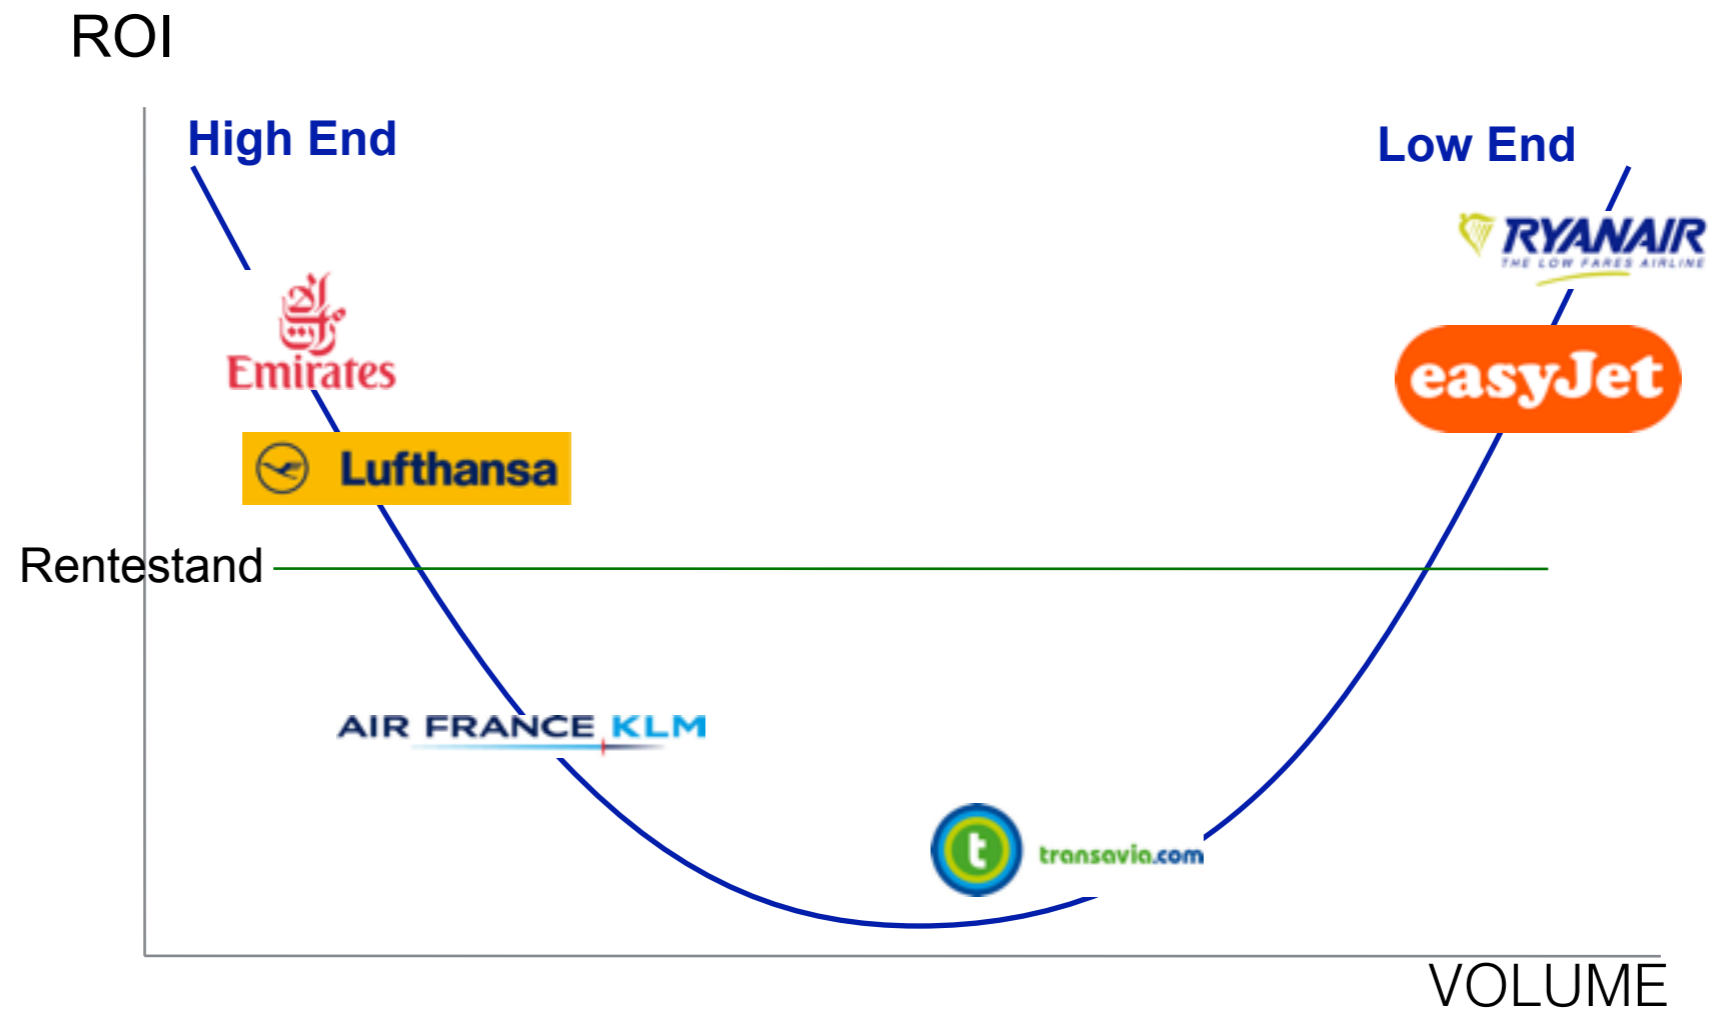 ROI
High End
Low End
RYANAIR
THE LOW FARES AIRLINE
Emirates
easyJet
Lufthansa
Rentestand
AIR FRANCE KLM
t transavia.com
VOLUME